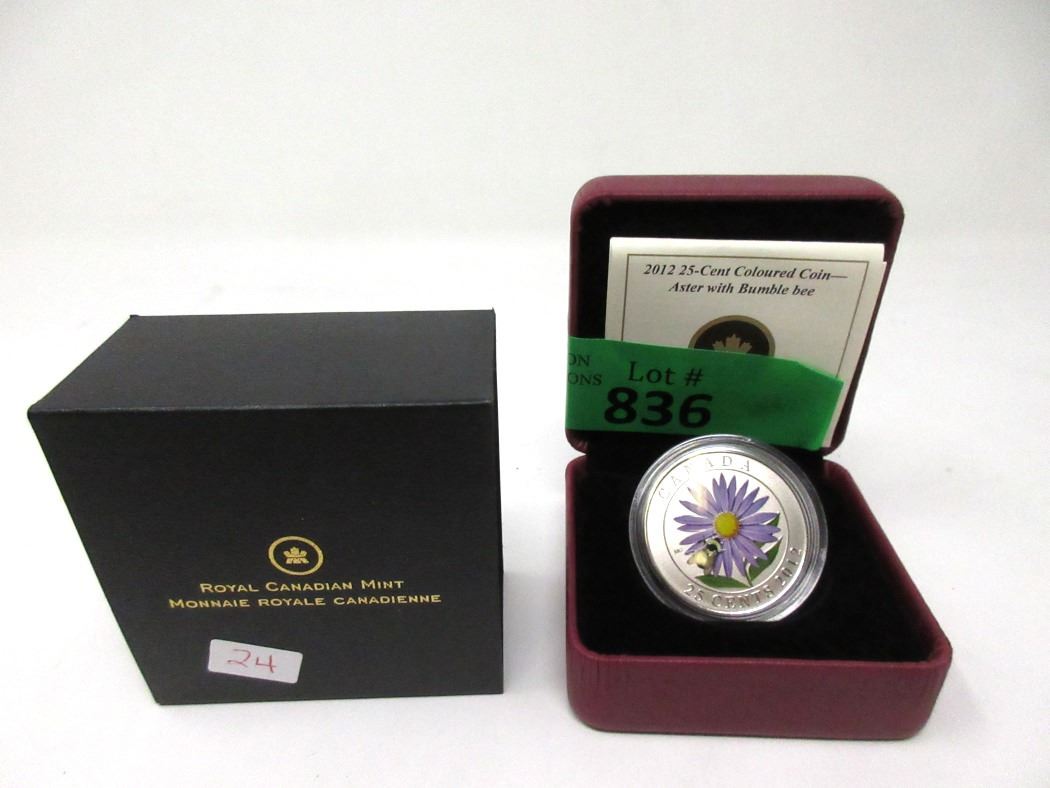 ROYAL CANADIAN MINT
MONNAIE ROYALE CANADIENNE
24
2012 25-Cent Coloured Coin—
Aster with Bumble bee
ON
ONS
Lot #
836
CANADA
25 CENTS 2012